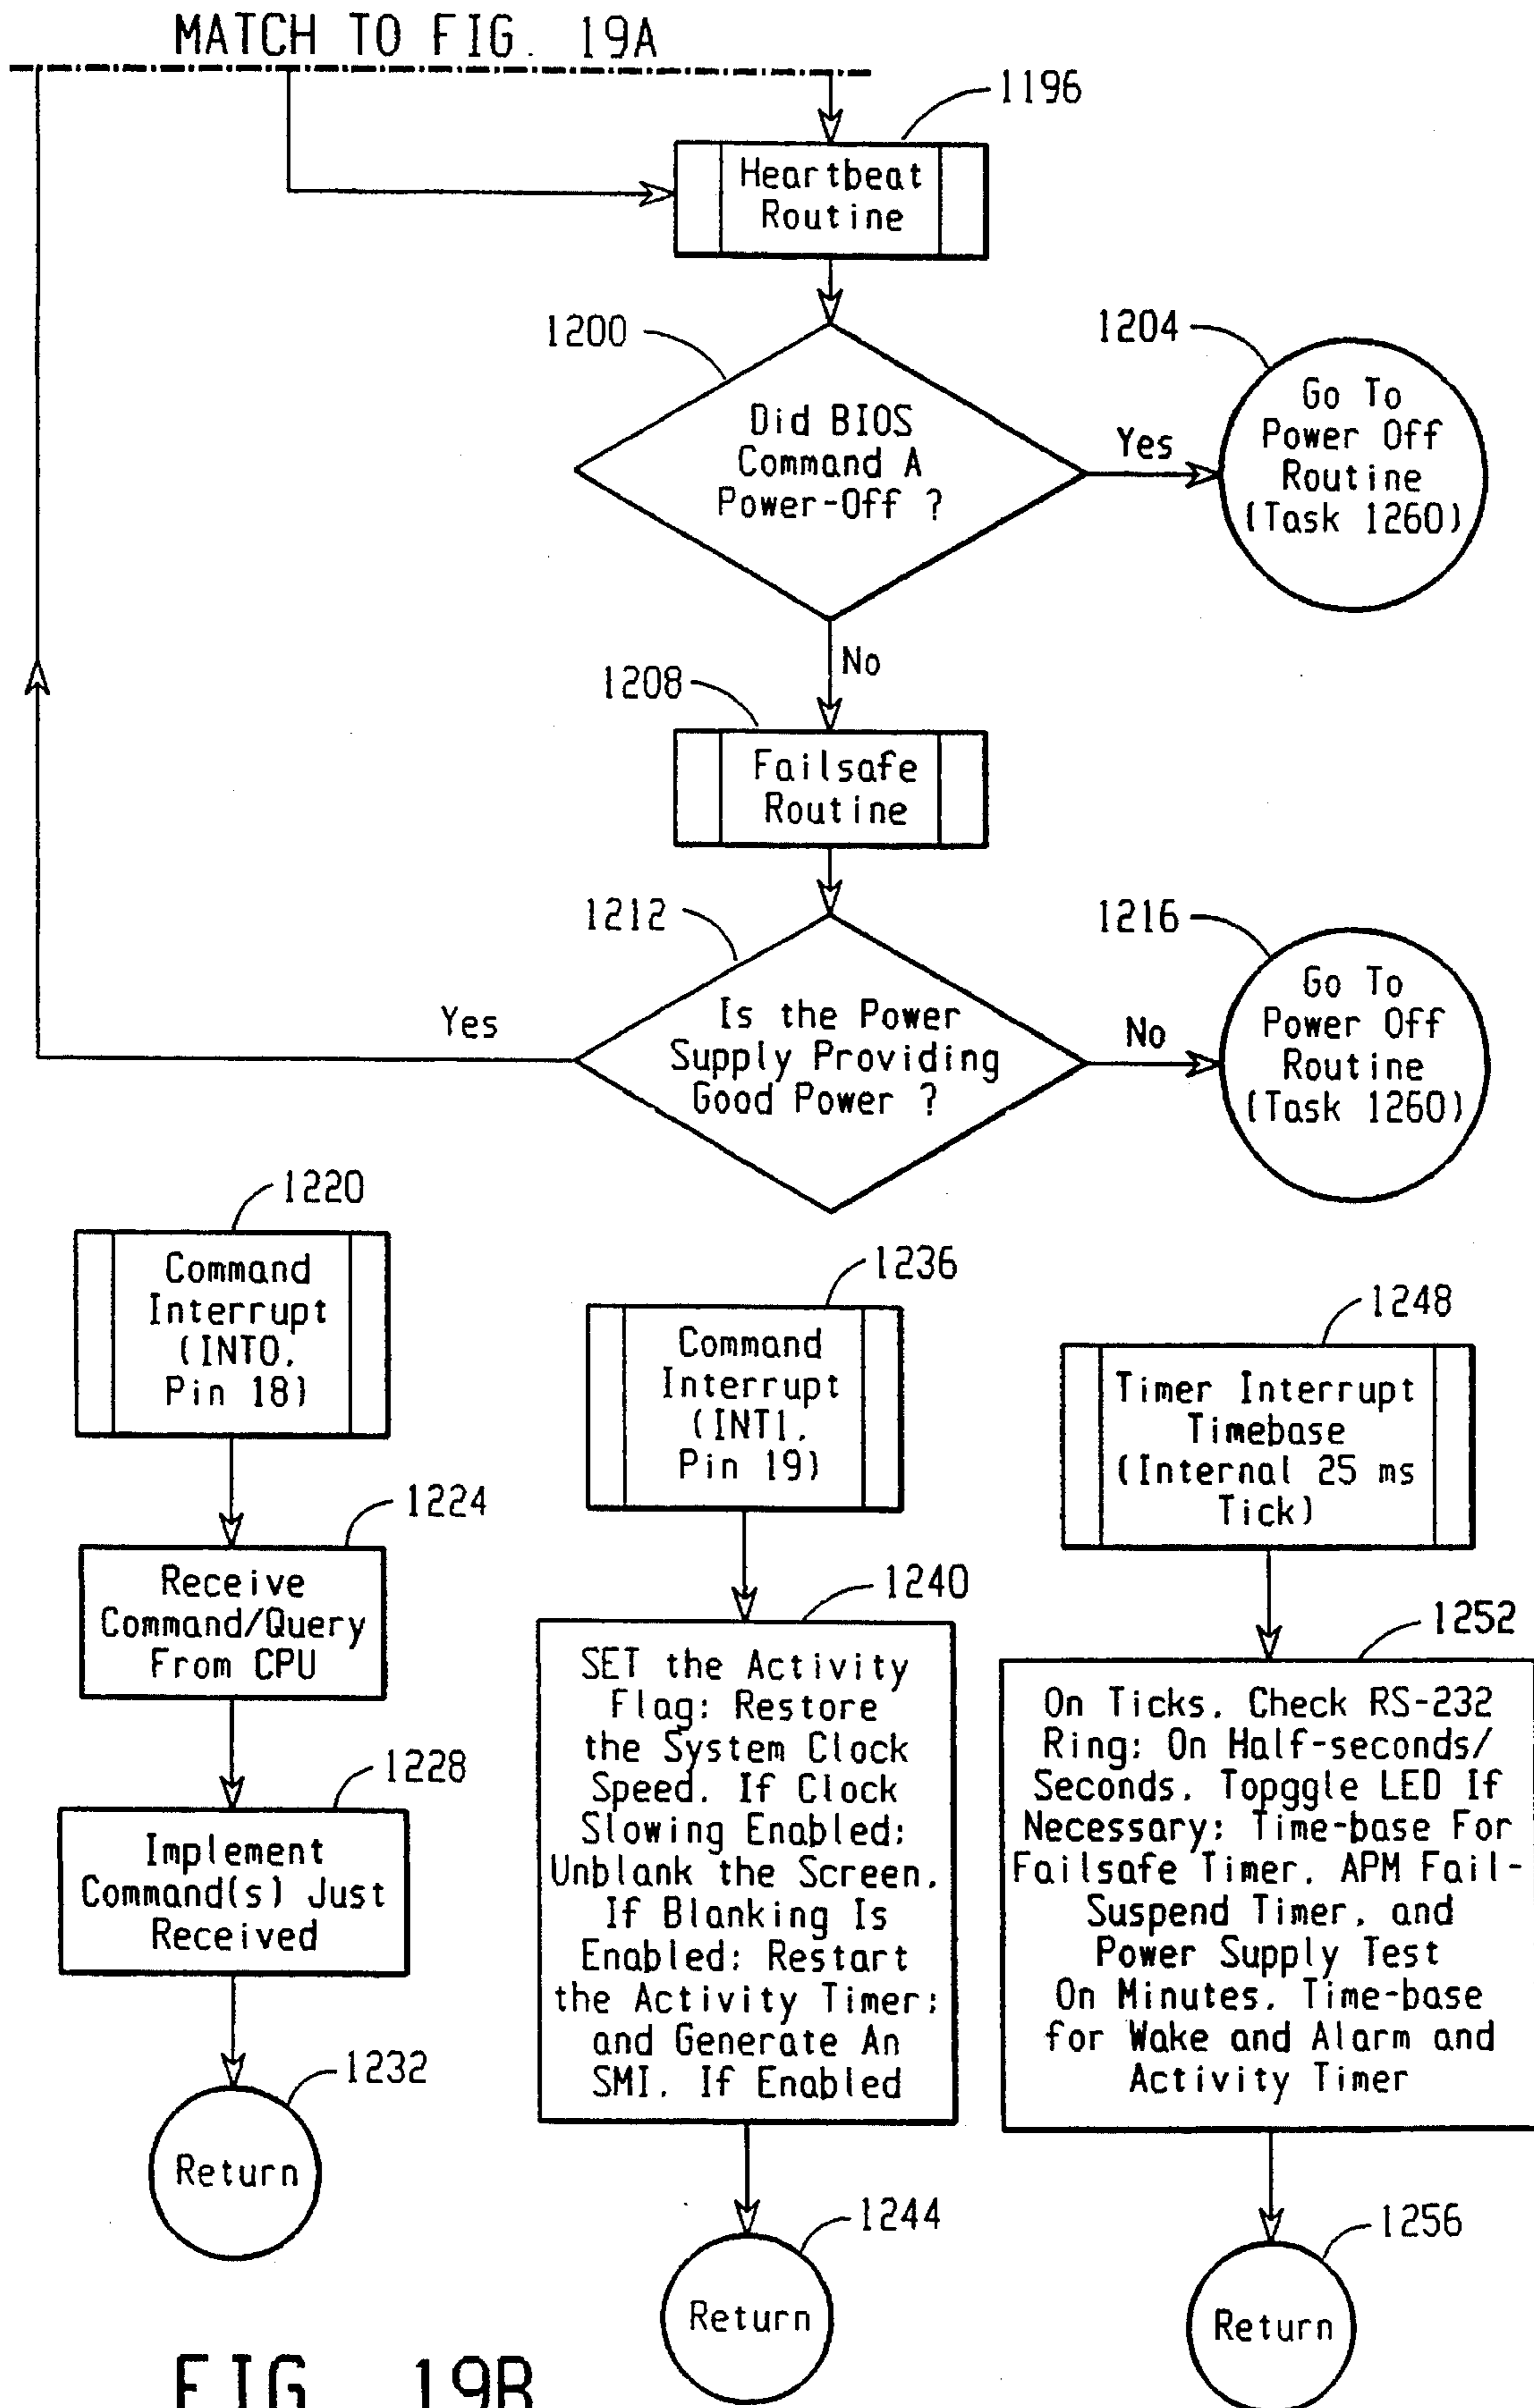 MATCH TO FIG. 19A
1196
Heartbeat
Routine
1200
Did BIOS
Command A
Power-Off ?
Yes
1204
Go To
Power Off
Routine
(Task 1260)
No
1208
Failsafe
Routine
1212
Is the Power
Supply Providing
Good Power ?
Yes
No
1216
Go To
Power Off
Routine
(Task 1260)
1220
Command
Interrupt
(INT0.
Pin 18)
1224
Receive
Command/Query
From CPU
1228
Implement
Command(s) Just
Received
1232
Return
1236
Command
Interrupt
(INT1.
Pin 19)
1240
SET the Activity
Flag; Restore
the System Clock
Speed. If Clock
Slowing Enabled;
Unblank the Screen.
If Blanking Is
Enabled; Restart
the Activity Timer;
and Generate An
SMI. If Enabled
1244
Return
1248
Timer Interrupt
Timebase
(Internal 25 ms
Tick)
1252
On Ticks. Check RS-232
Ring; On Half-seconds/
Seconds. Topggle LED If
Necessary; Time-base For
Failsafe Timer. APM Fail-
Suspend Timer. and
Power Supply Test
On Minutes. Time-base
for Wake and Alarm and
Activity Timer
1256
Return
FIG. 19B